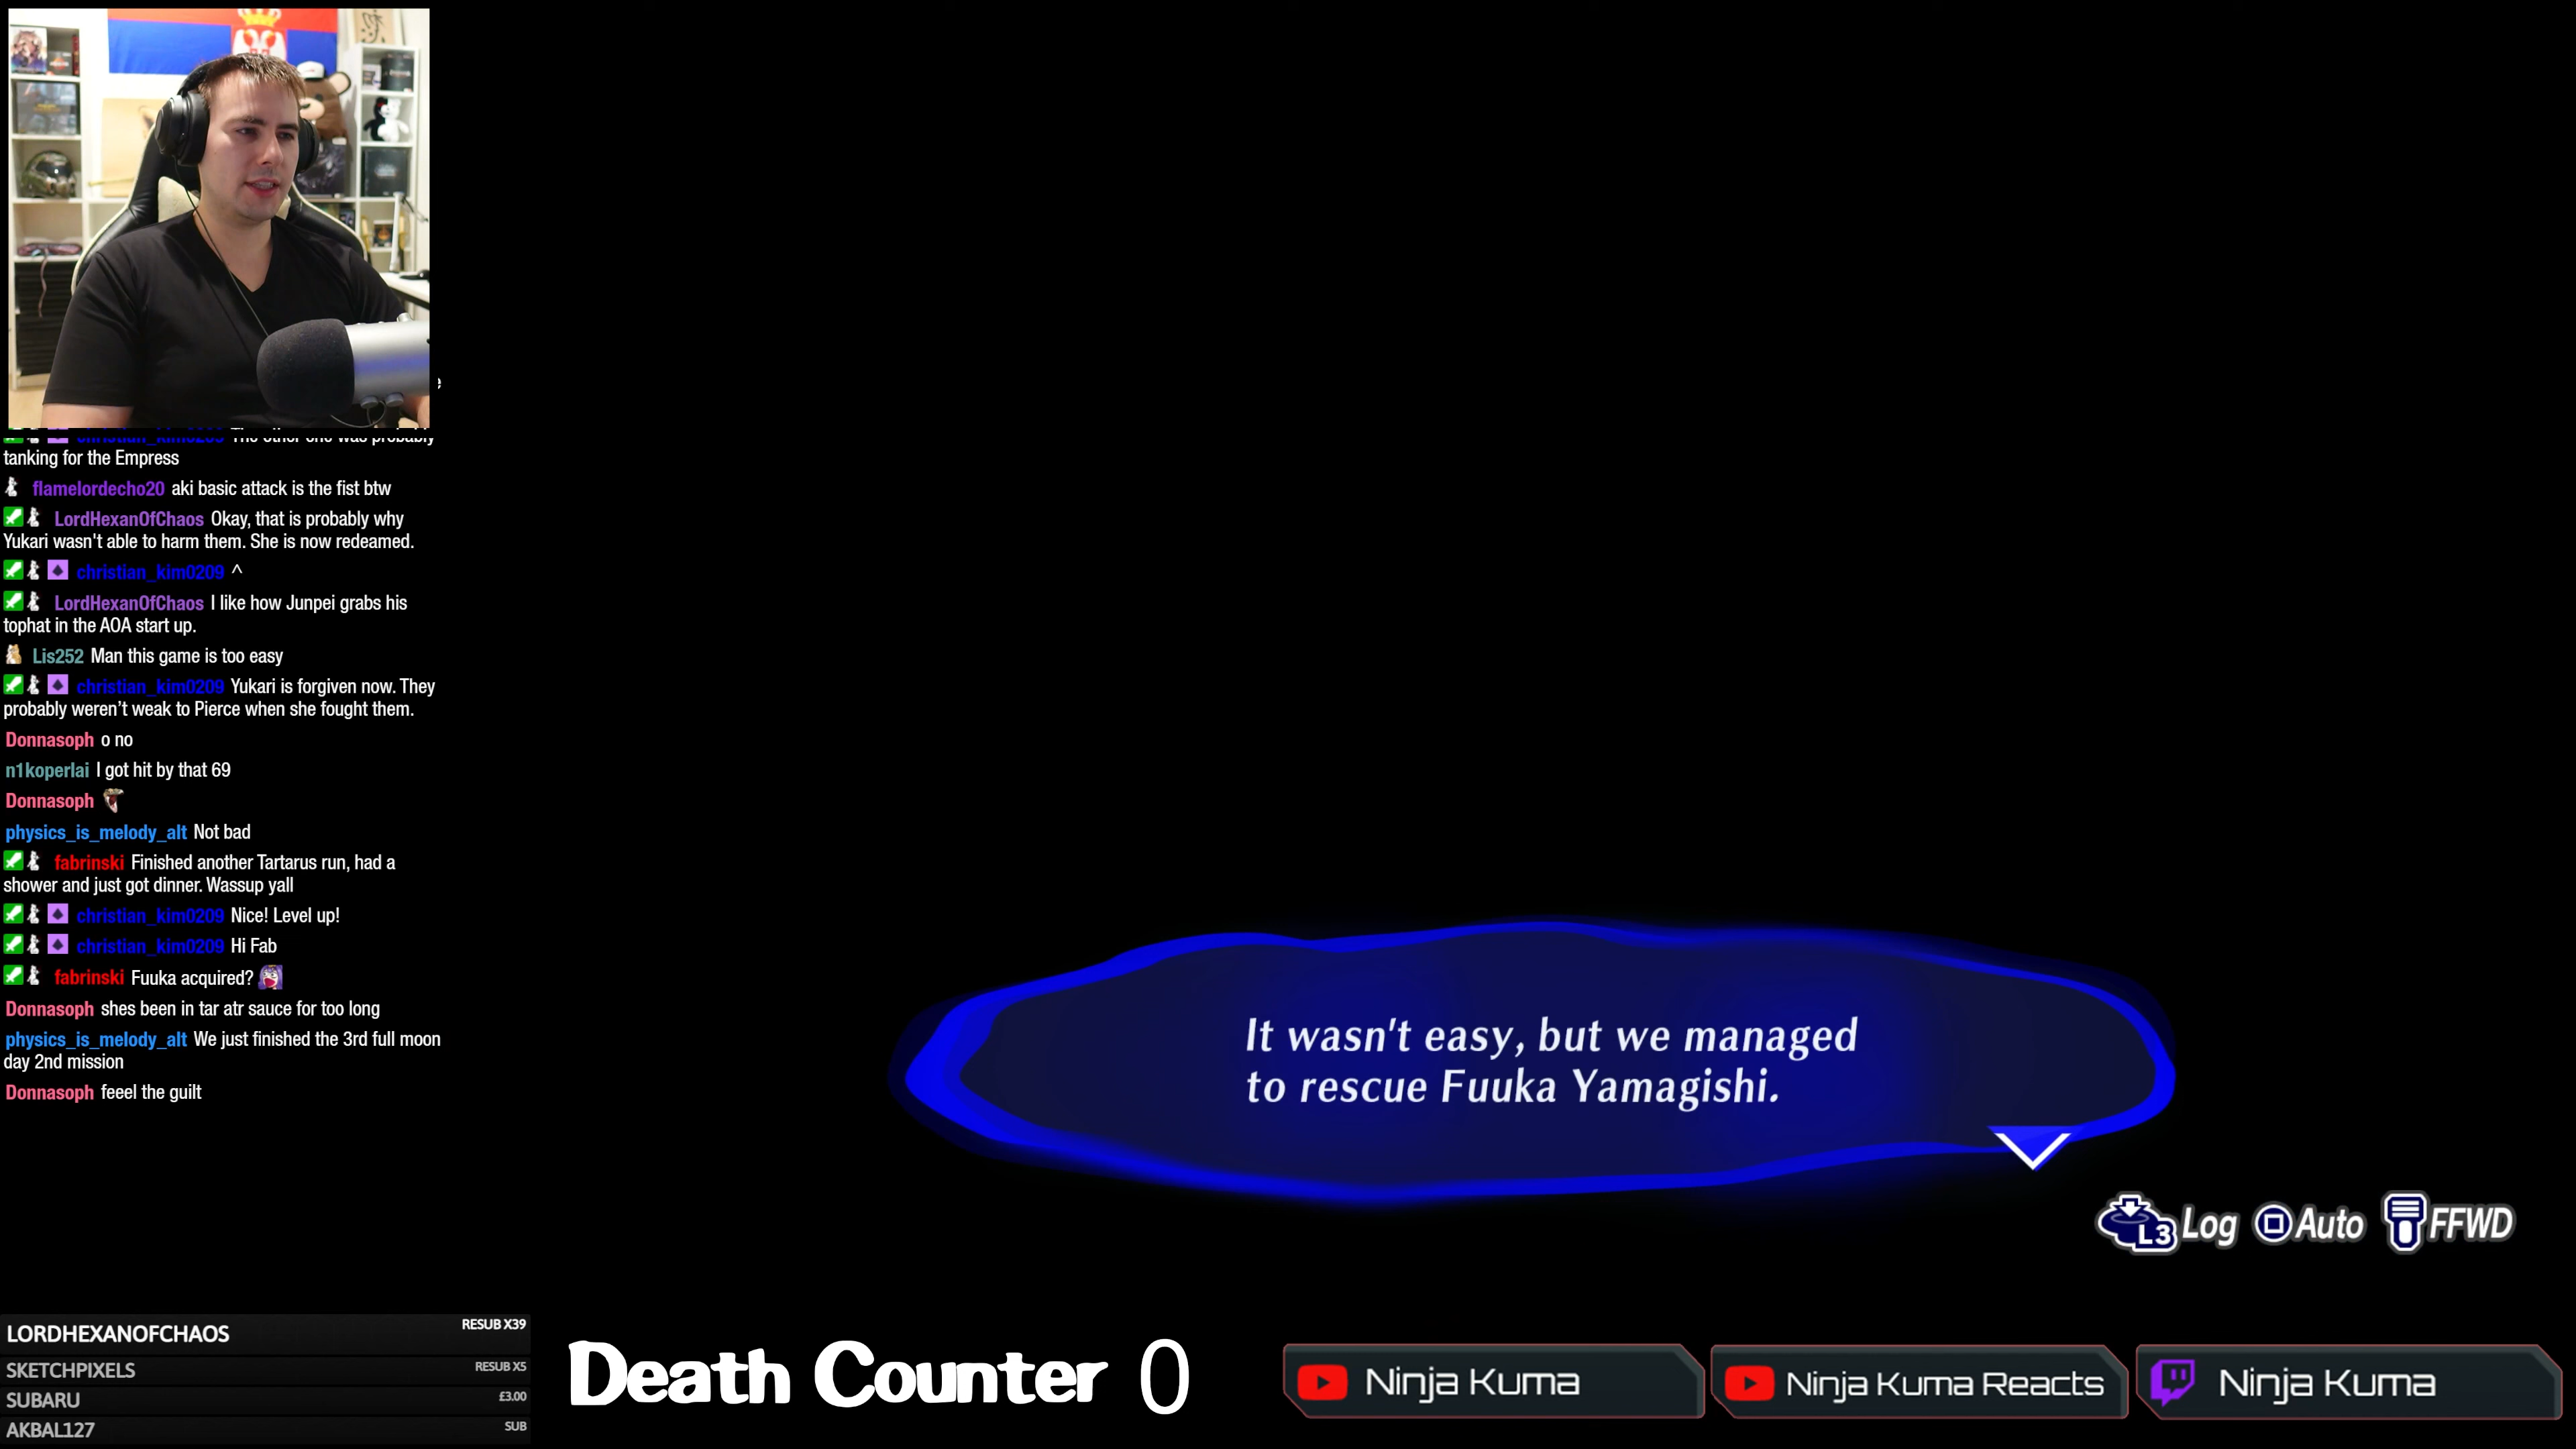 The other one was probably
tanking for the Empress
flamelordecho20 aki basic attack is the fist btw
LordHexanOfChaos Okay, that is probably why
Yukari wasn't able to harm them. She is now redeamed.
christian_kim0209 ^
LordHexanOfChaos I like how Junpei grabs his
tophat in the AOA start up.
Lis252 Man this game is too easy
christian_kim0209 Yukari is forgiven now. They
probably weren't weak to Pierce when she fought them.
Donnasoph o no
n1koperlai I got hit by that 69
Donnasoph
physics_is_melody_alt Not bad
fabrinski Finished another Tartarus run, had a
shower and just got dinner. Wassup yall
christian_kim0209 Nice! Level up!
christian_kim0209 Hi Fab
fabrinski Fuuka acquired?
Donnasoph shes been in tar atr sauce for too long
physics_is_melody_alt We just finished the 3rd full moon
day 2nd mission
Donnasoph feeel the guilt
It wasn't easy, but we managed
to rescue Fuuka Yamagishi.
L3 Log Auto FFWD
LORDHEXANOFCHAOS RESUB X39
SKETCHPIXELS RESUB X5
SUBARU £3.00
AKBAL127 SUB
Death Counter 0
Ninja Kuma
Ninja Kuma Reacts
Ninja Kuma